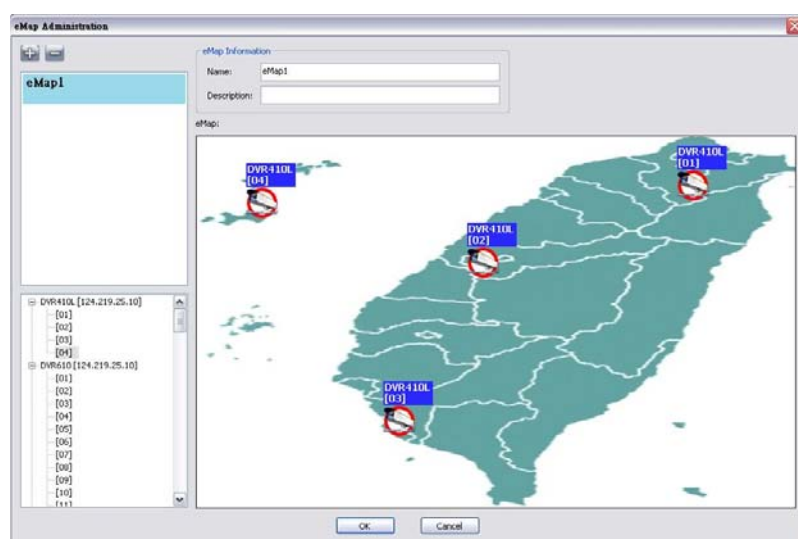 eMap Administration
eMap1
eMap Information
Name: eMap1
Description:
eMap:
DVR410L
[01]
DVR410L
[04]
DVR410L
[02]
DVR410L
[03]
DVR410L [124.219.25.10]
[01]
[02]
[03]
[04]
DVR610 [124.219.25.10]
[01]
[02]
[03]
[04]
[05]
[06]
[07]
[08]
[09]
[10]
[11]
OK
Cancel